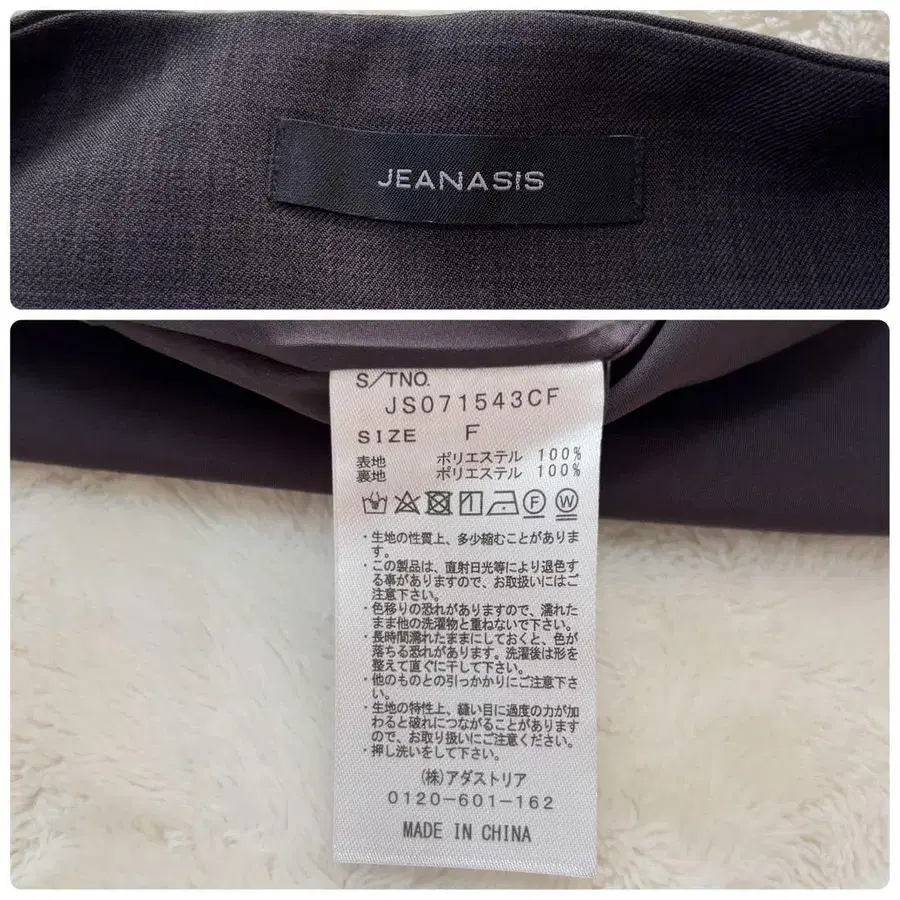 JEANASIS
S/TNO.
JS071543CF
SIZE F
表地 ポリエステル 100%
裏地 ポリエステル 100%
F W
・生地の性質上、多少縮むことがありま
す。
・この製品は、直射日光等により退色す
る事がありますので、お取扱いにはご
注意下さい。
・色移りの恐れがありますので、濡れた
まま他の洗濯物と重ねないで下さい。
・長時間濡れたままにしておくと、色が
落ちる恐れがあります。洗濯後は形を
整えて直ぐに干して下さい。
・他のものとの引っかかりにご注意下さ
い。
・生地の特性上、縫い目に過度の力が加
わると破れにつながることがあります
ので、お取り扱いにご注意ください。
・押し洗いをして下さい。
(株)アダストリア
0120-601-162
MADE IN CHINA